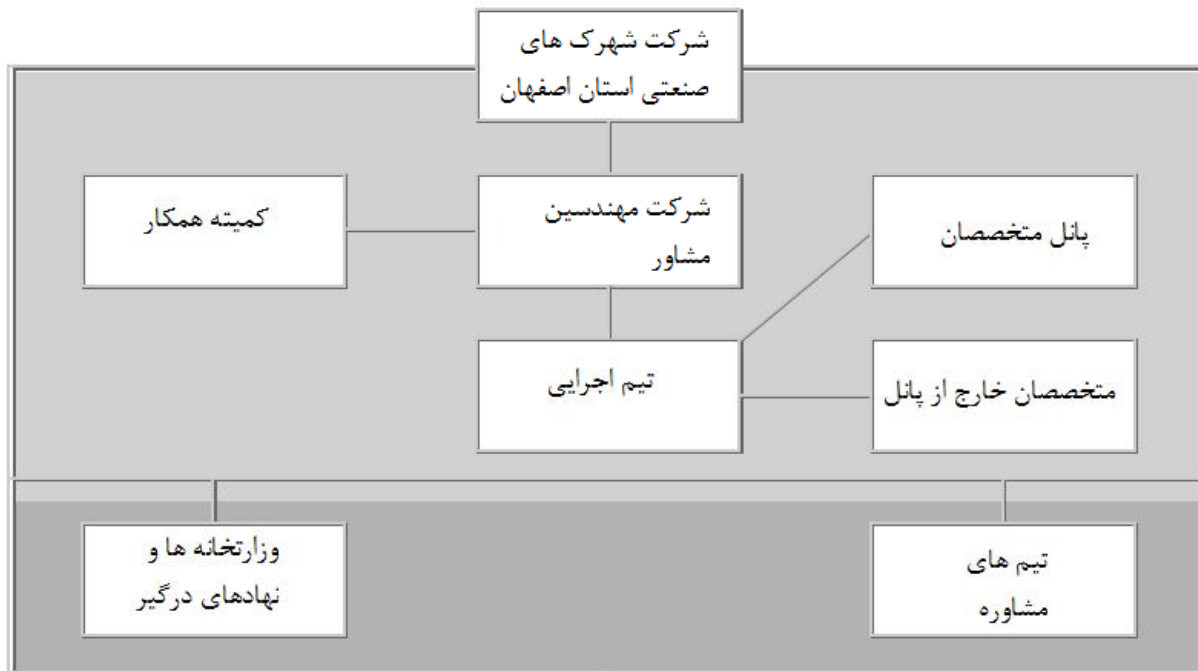 شرکت شهرک های
صنعتی استان اصفهان
کمیته همکار
شرکت مهندسین
مشاور
پانل متخصصان
تیم اجرایی
متخصصان خارج از پانل
وزارتخانه ها و
نهادهای درگیر
تیم های
مشاوره